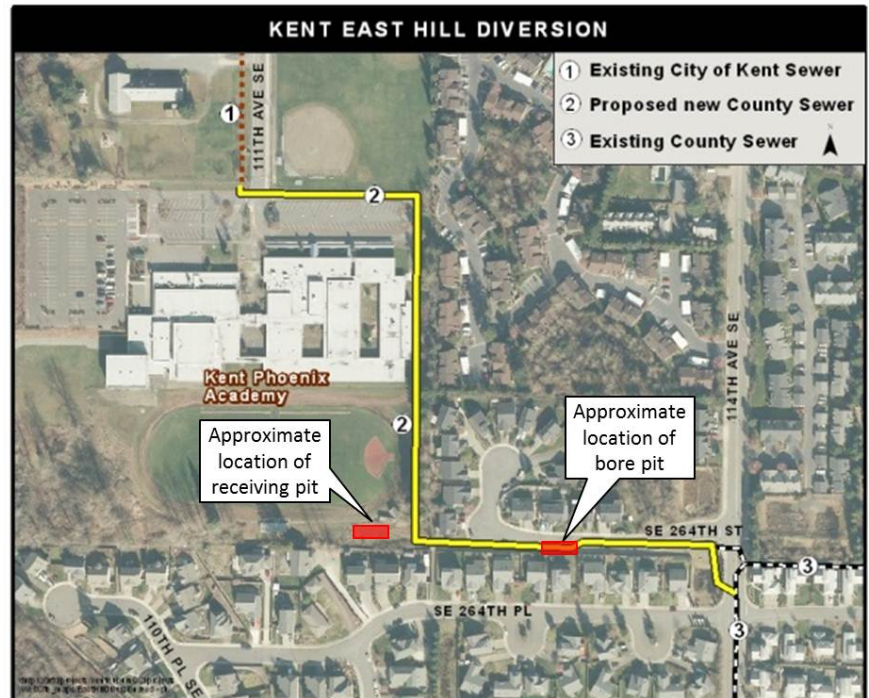 KENT EAST HILL DIVERSION
1 Existing City of Kent Sewer
2 Proposed new County Sewer
3 Existing County Sewer
N
1
111TH AVE SE
2
114TH AVE SE
Kent Phoenix
Academy
2
Approximate
location of
receiving pit
Approximate
location of
bore pit
SE 264TH ST
3
SE 264TH PL
110TH PL SE
3